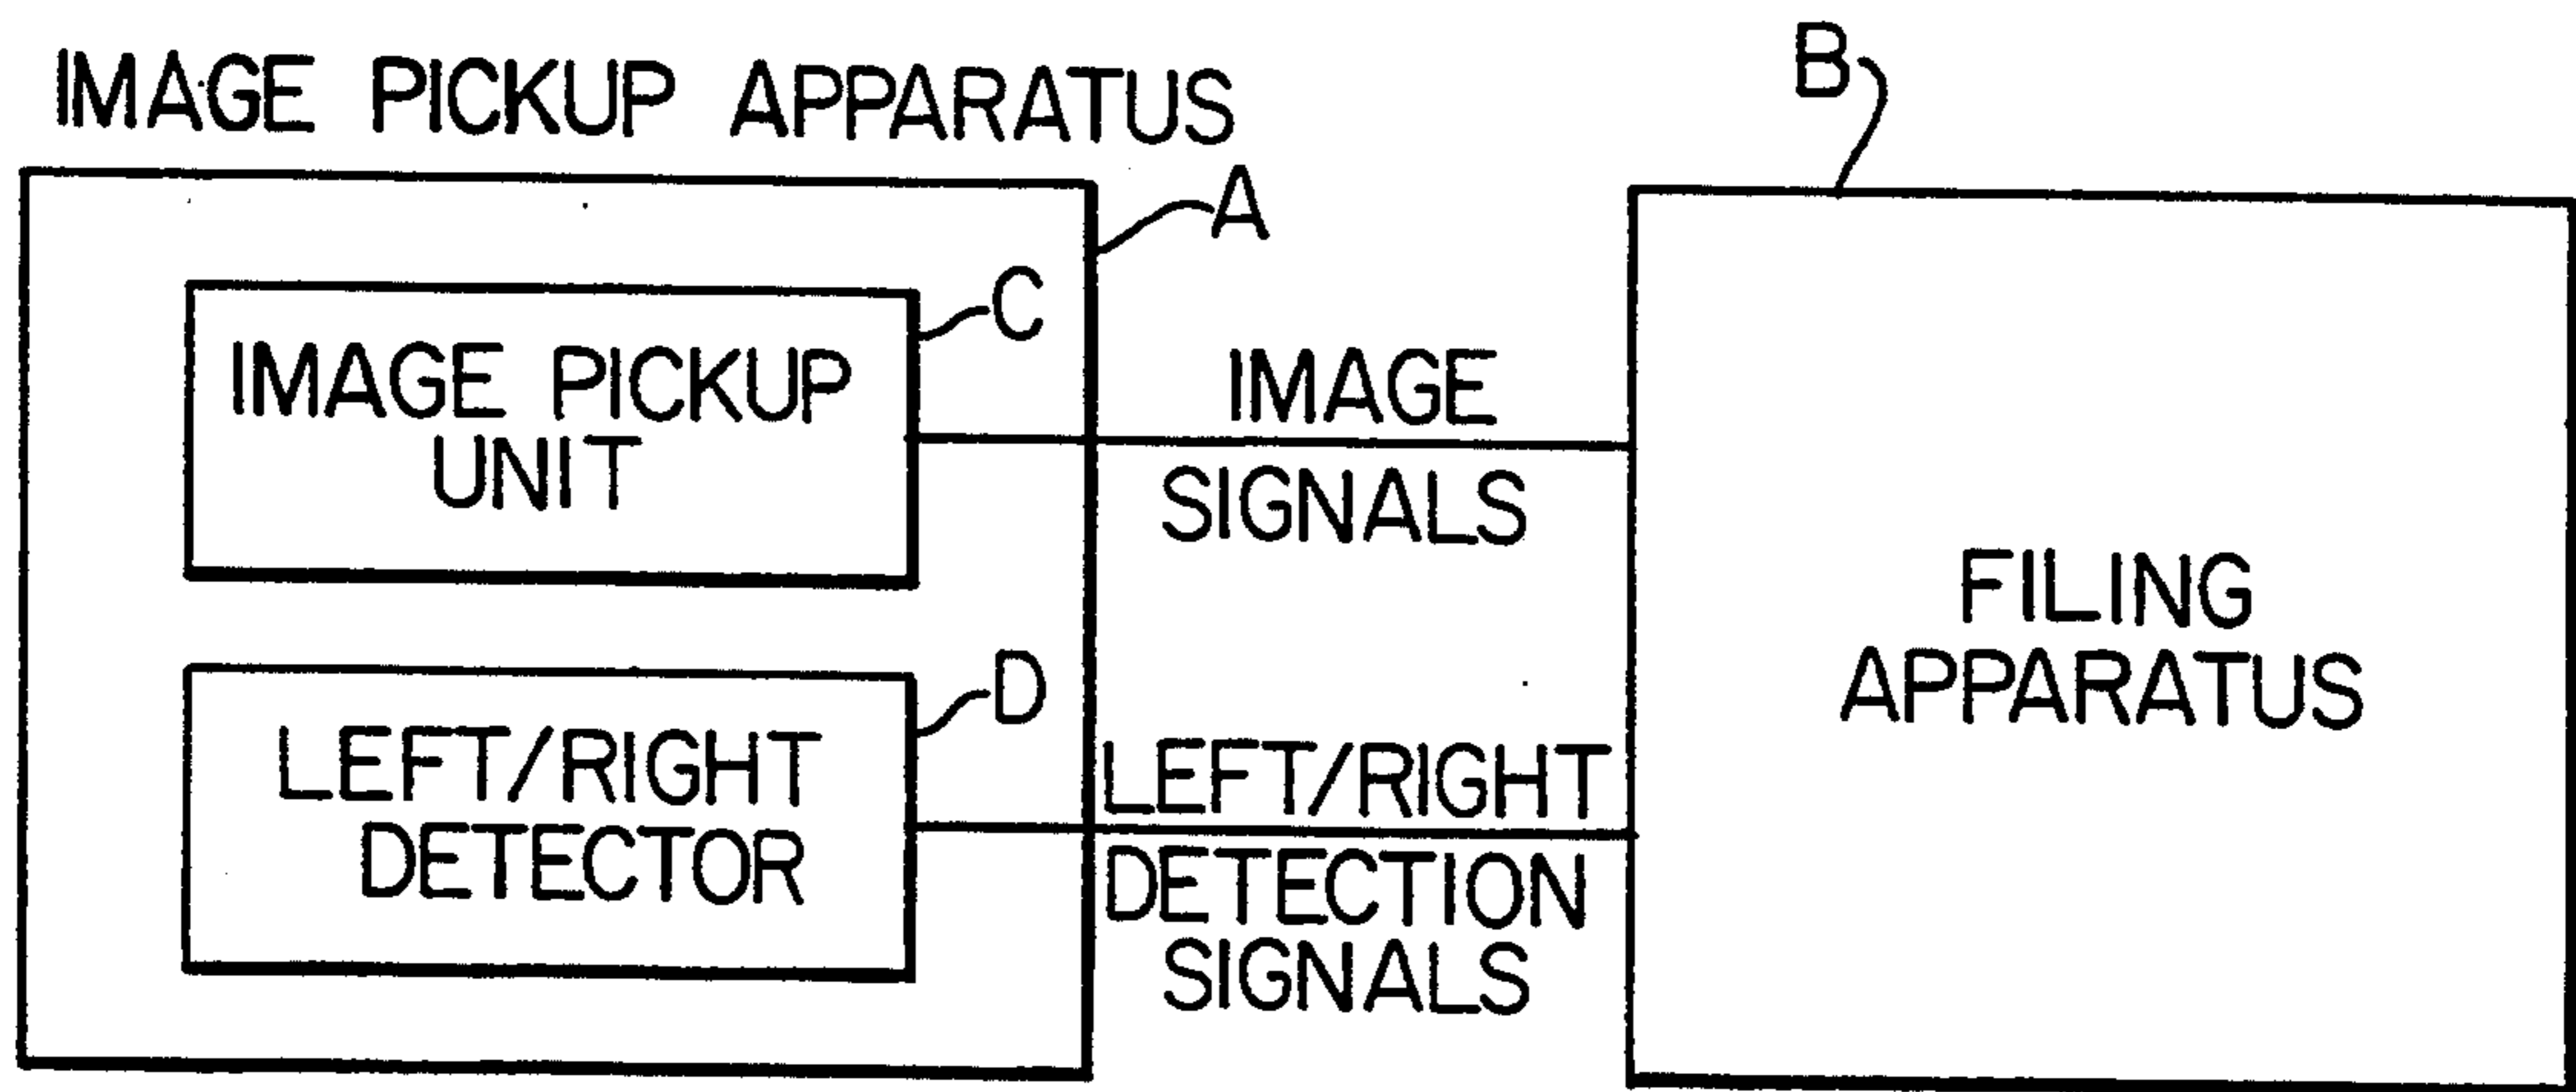 IMAGE PICKUP APPARATUS
B
A
C
IMAGE PICKUP
UNIT
IMAGE
SIGNALS
FILING
APPARATUS
D
LEFT/RIGHT
DETECTOR
LEFT/RIGHT
DETECTION
SIGNALS